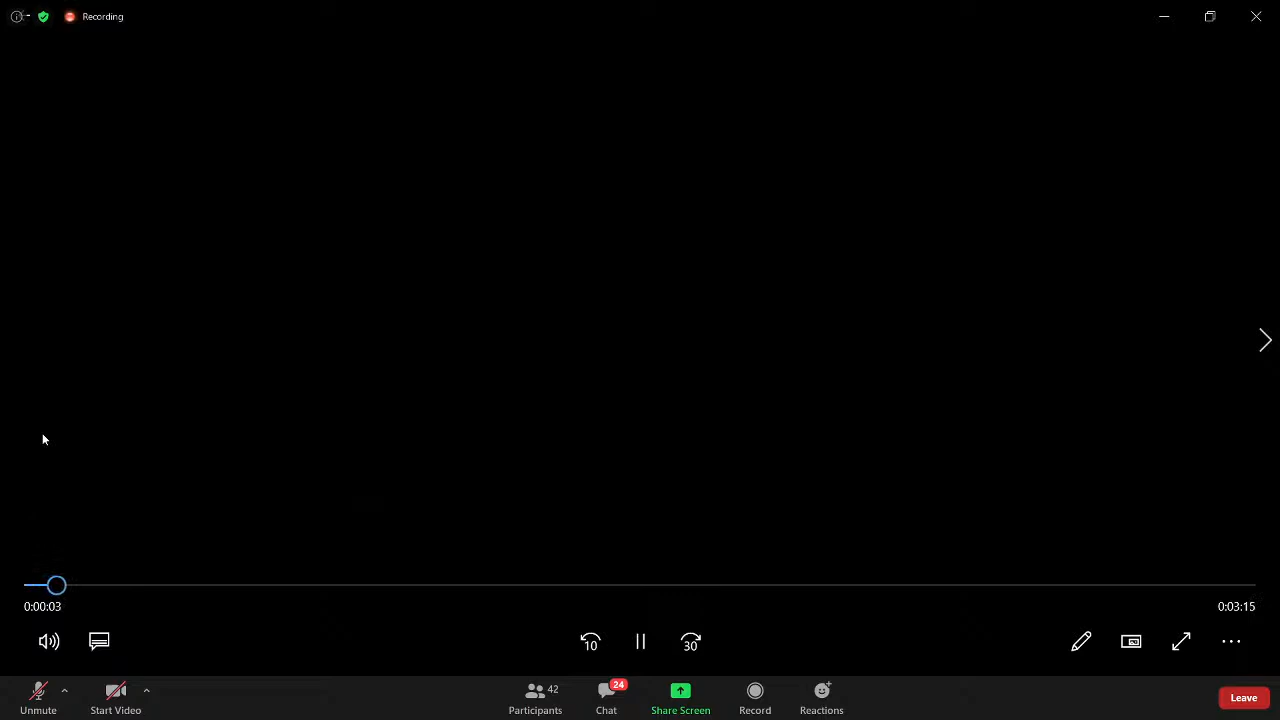 Recording
0:00:03
0:03:15
10
30
42
24
Unmute
Start Video
Participants
Chat
Share Screen
Record
Reactions
Leave